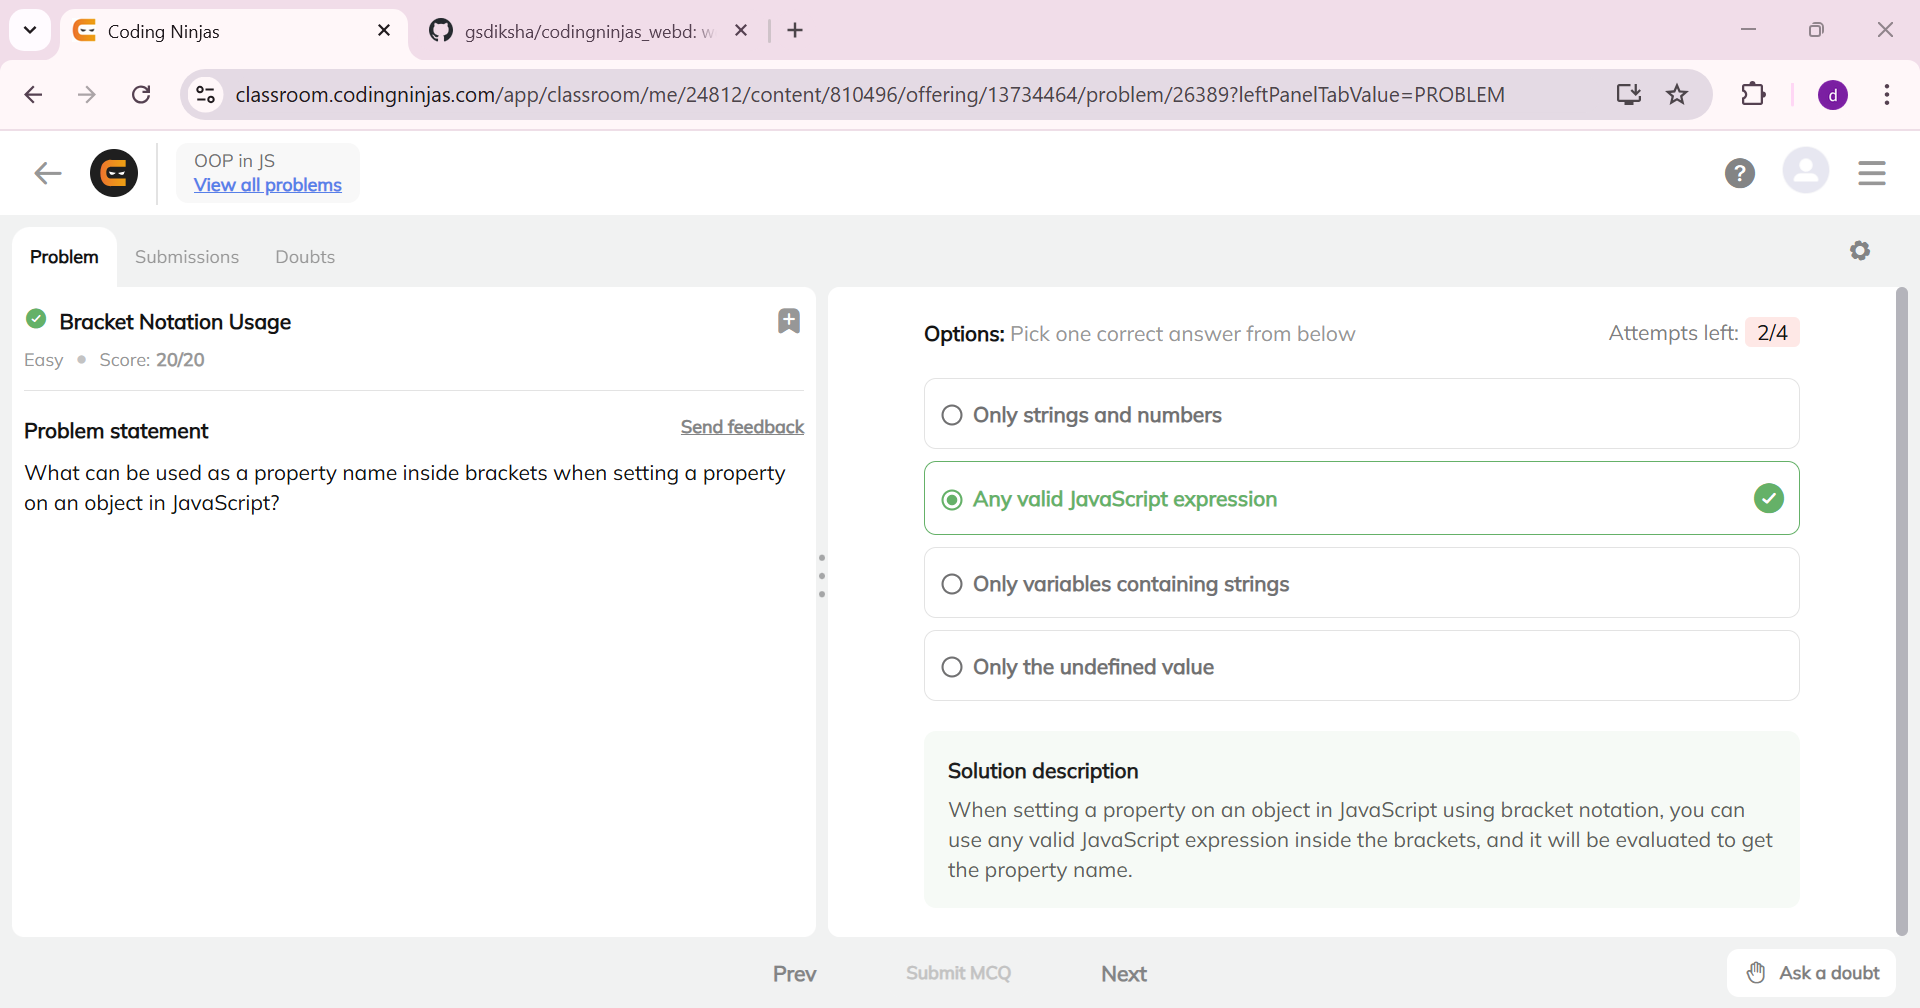 Coding Ninjas
gsdiksha/codingninjas_webd: w
classroom.codingninjas.com/app/classroom/me/24812/content/810496/offering/13734464/problem/26389?leftPanelTabValue=PROBLEM
d
OOP in JS
View all problems
?
Problem
Submissions
Doubts
Bracket Notation Usage
Easy
Score: 20/20
Problem statement
Send feedback
What can be used as a property name inside brackets when setting a property
on an object in JavaScript?
Options: Pick one correct answer from below
Attempts left: 2/4
Only strings and numbers
Any valid JavaScript expression
Only variables containing strings
Only the undefined value
Solution description
When setting a property on an object in JavaScript using bracket notation, you can
use any valid JavaScript expression inside the brackets, and it will be evaluated to get
the property name.
Prev
Submit MCQ
Next
Ask a doubt